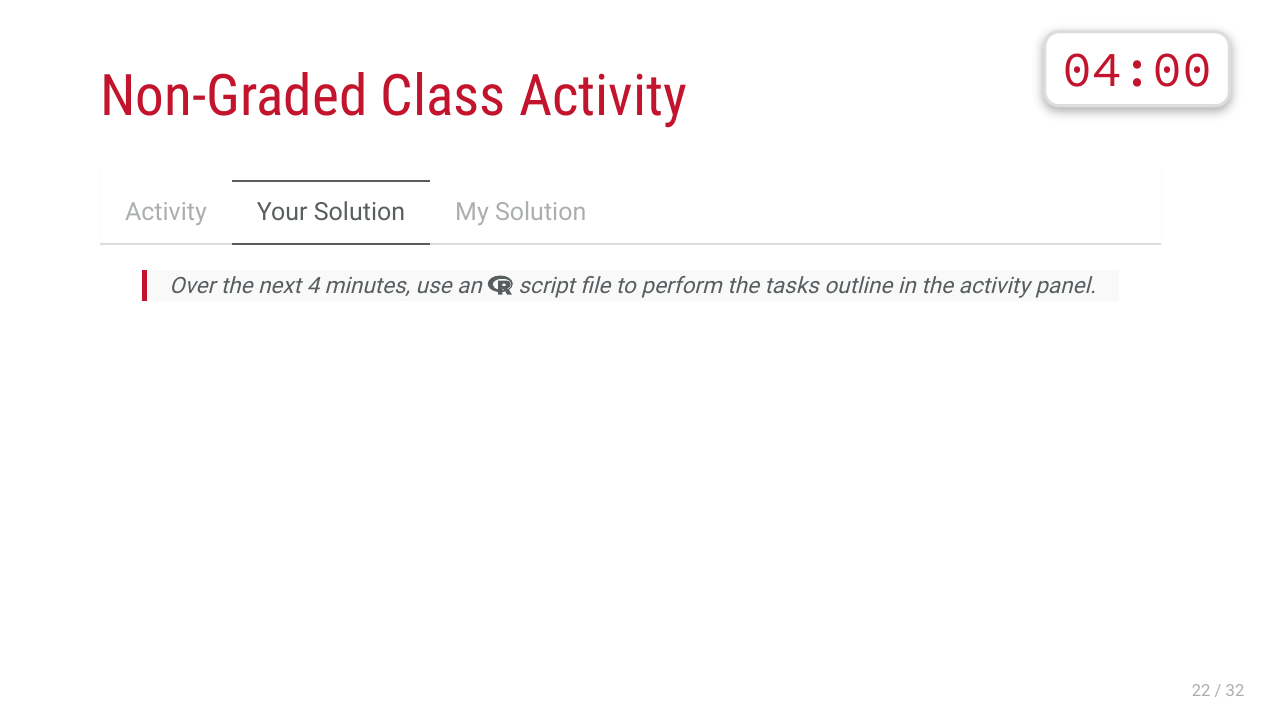 04:00
Non-Graded Class Activity
Activity Your Solution My Solution
Over the next 4 minutes, use an R script file to perform the tasks outline in the activity panel.
22 / 32